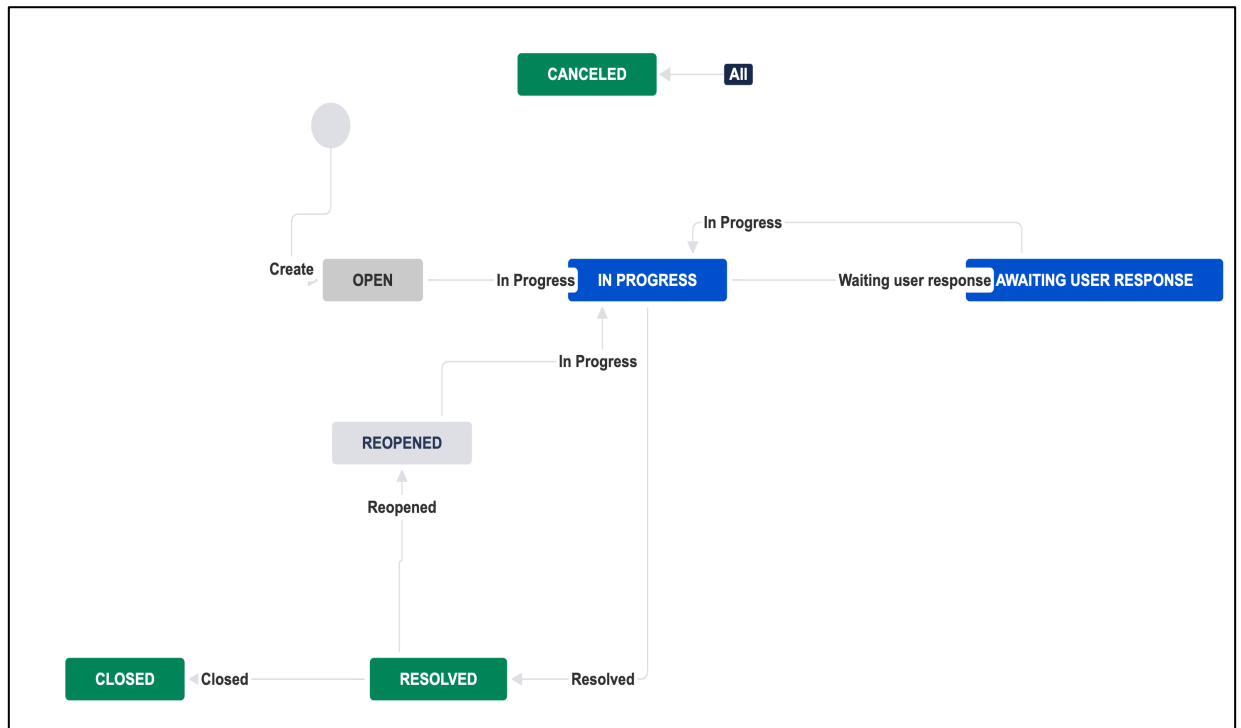 CANCELED
All
In Progress
Create
OPEN
In Progress
IN PROGRESS
Waiting user response
AWAITING USER RESPONSE
In Progress
REOPENED
Reopened
CLOSED
Closed
RESOLVED
Resolved